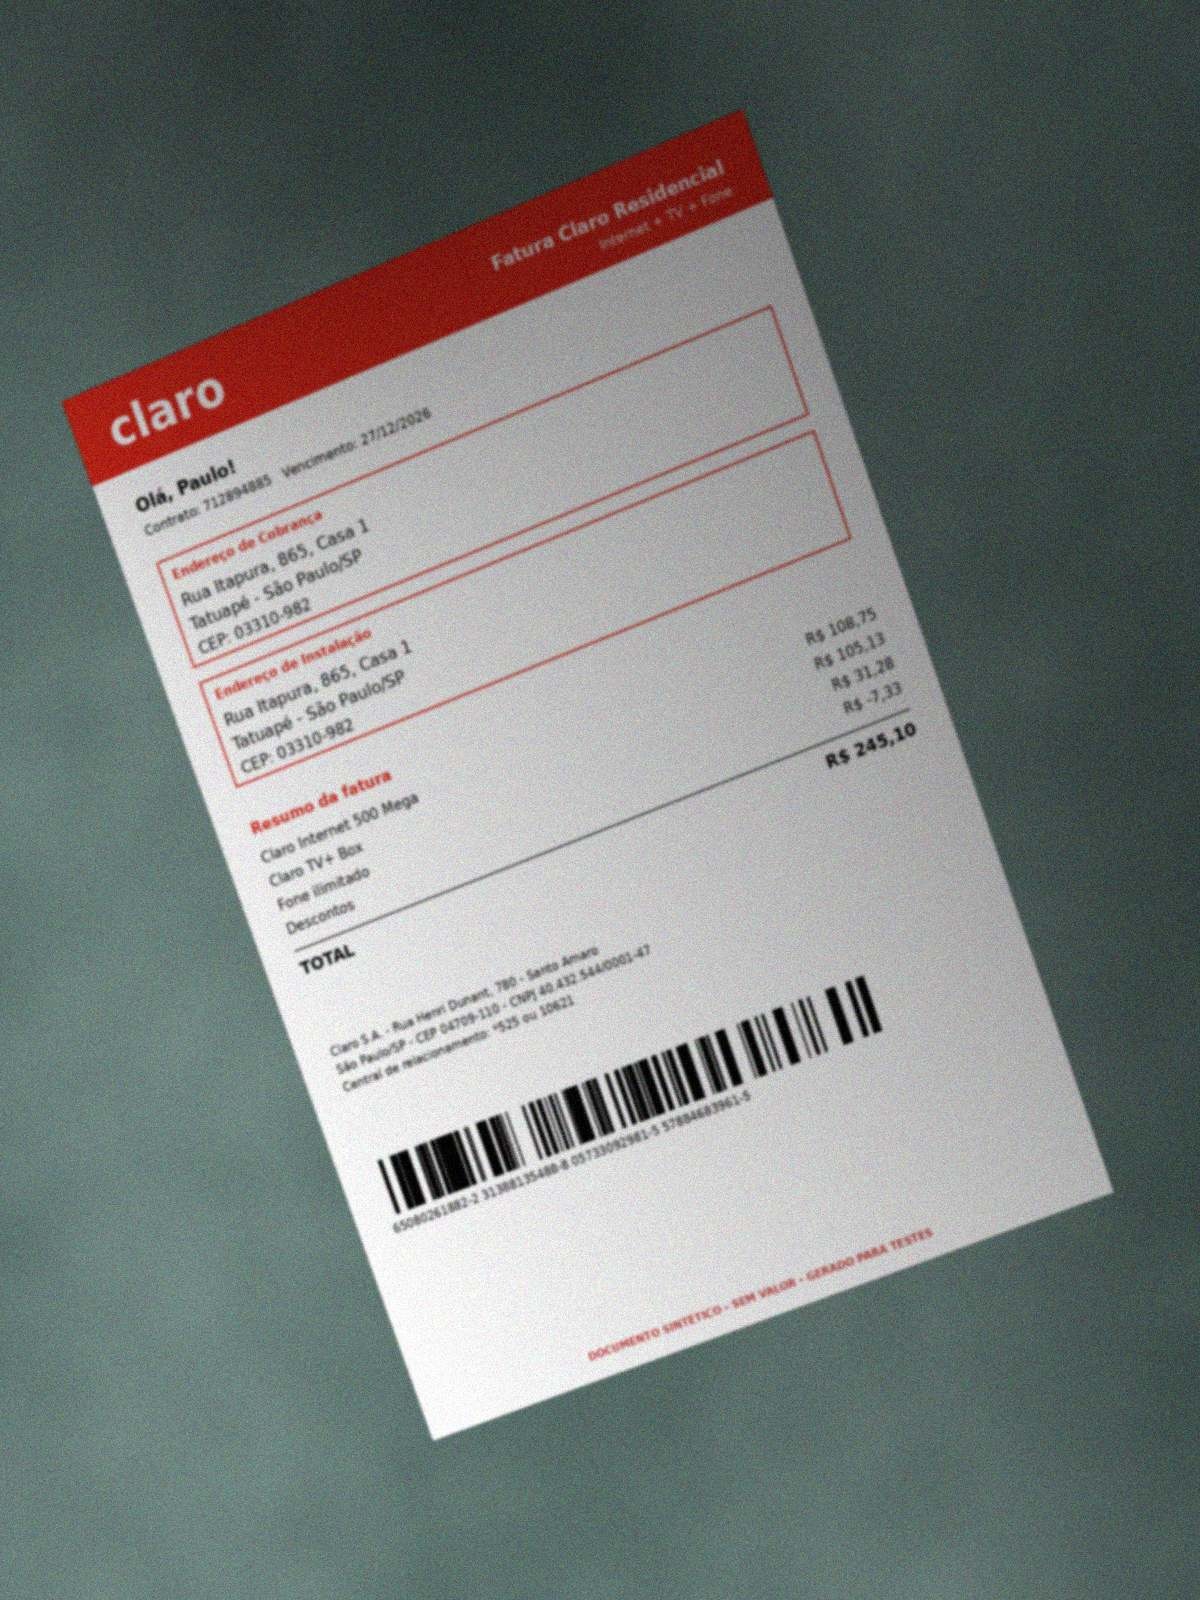 claro
Fatura Claro Residencial
Internet + TV + Fone
Olá, Paulo!
Contrato: 712894885 Vencimento: 27/12/2026
Endereço de Cobrança
Rua Itapura, 865, Casa 1
Tatuapé - São Paulo/SP
CEP: 03310-982
Endereço de Instalação
Rua Itapura, 865, Casa 1
Tatuapé - São Paulo/SP
CEP: 03310-982
Resumo da fatura
Claro Internet 500 Mega R$ 108,75
Claro TV+ Box R$ 105,13
Fone Ilimitado R$ 31,28
Descontos R$ -7,33
TOTAL R$ 245,10
Claro S.A. - Rua Henri Dunant, 780 - Santo Amaro
São Paulo/SP - CEP 04709-110 - CNPJ 40.432.544/0001-47
Central de relacionamento: *525 ou 10621
65080261882-2 31388135488-8 05733092981-5 57884683961-5
DOCUMENTO SINTÉTICO - SEM VALOR - GERADO PARA TESTES